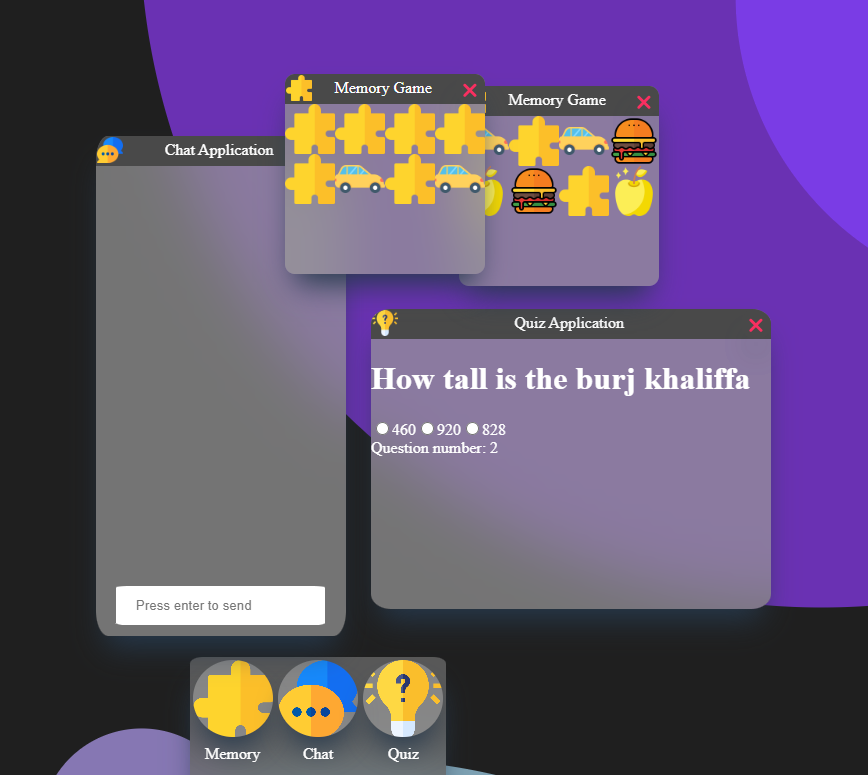 Memory Game
Memory Game
Chat Application
Quiz Application
How tall is the burj khaliffa
460 920 828
Question number: 2
Press enter to send
Memory Chat Quiz